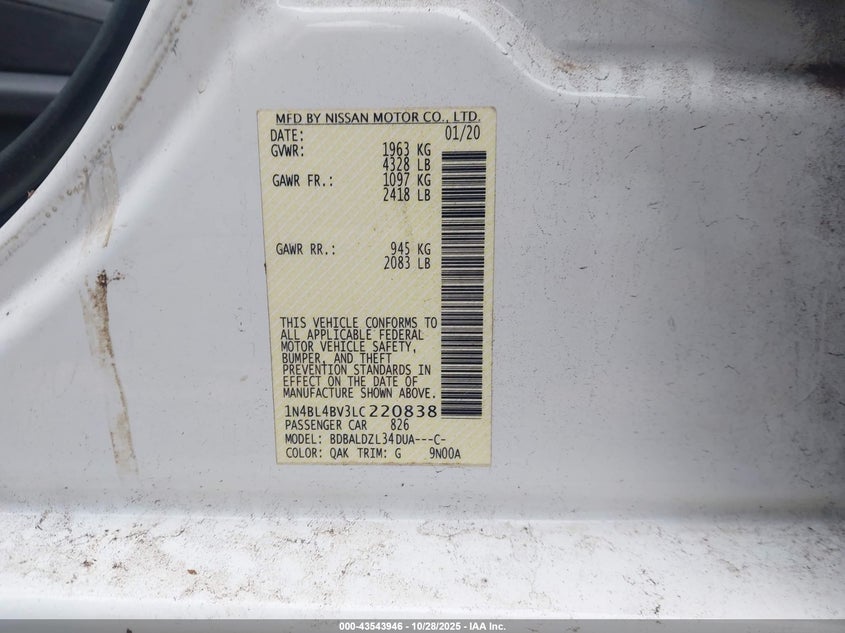 MFD BY NISSAN MOTOR CO., LTD.
DATE: 01/20
GVWR: 1963 KG
4328 LB
GAWR FR.: 1097 KG
2418 LB
GAWR RR.: 945 KG
2083 LB
THIS VEHICLE CONFORMS TO
ALL APPLICABLE FEDERAL
MOTOR VEHICLE SAFETY,
BUMPER, AND THEFT
PREVENTION STANDARDS IN
EFFECT ON THE DATE OF
MANUFACTURE SHOWN ABOVE.
1N4BL4BV3LC220838
PASSENGER CAR 826
MODEL: BDBALDZL34DUA---C-
COLOR: QAK TRIM: G 9N00A
000-43543946 - 10/28/2025 - IAA Inc.